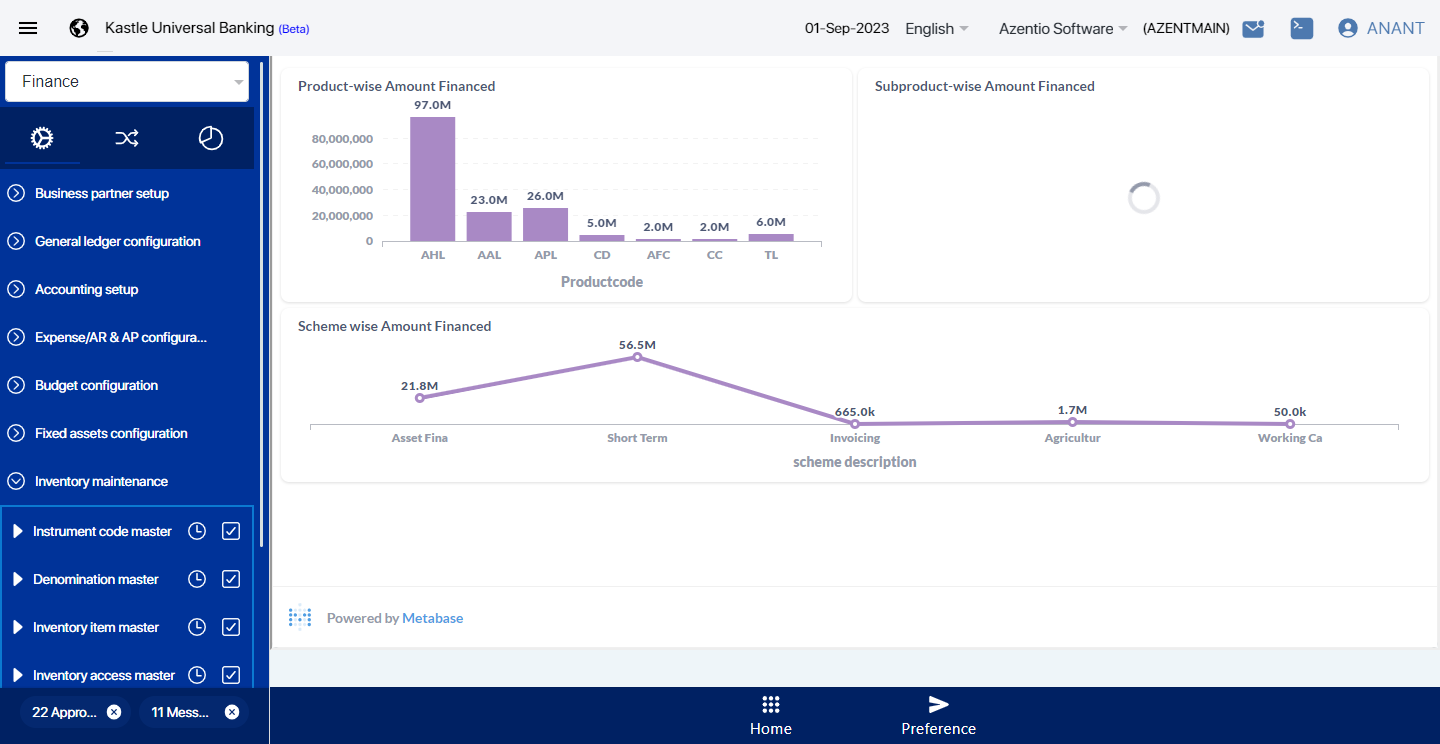 Kastle Universal Banking (Beta)
01-Sep-2023
English
Azentio Software
(AZENTMAIN)
ANANT
Finance
Business partner setup
General ledger configuration
Accounting setup
Expense/AR & AP configura...
Budget configuration
Fixed assets configuration
Inventory maintenance
Instrument code master
Denomination master
Inventory item master
Inventory access master
22 Appro...
11 Mess...
Product-wise Amount Financed
97.0M
80,000,000
60,000,000
40,000,000
20,000,000
0
23.0M
26.0M
5.0M
2.0M
2.0M
6.0M
AHL
AAL
APL
CD
AFC
CC
TL
Productcode
Subproduct-wise Amount Financed
Scheme wise Amount Financed
21.8M
56.5M
665.0k
1.7M
50.0k
Asset Fina
Short Term
Invoicing
Agricultur
Working Ca
scheme description
Powered by Metabase
Home
Preference